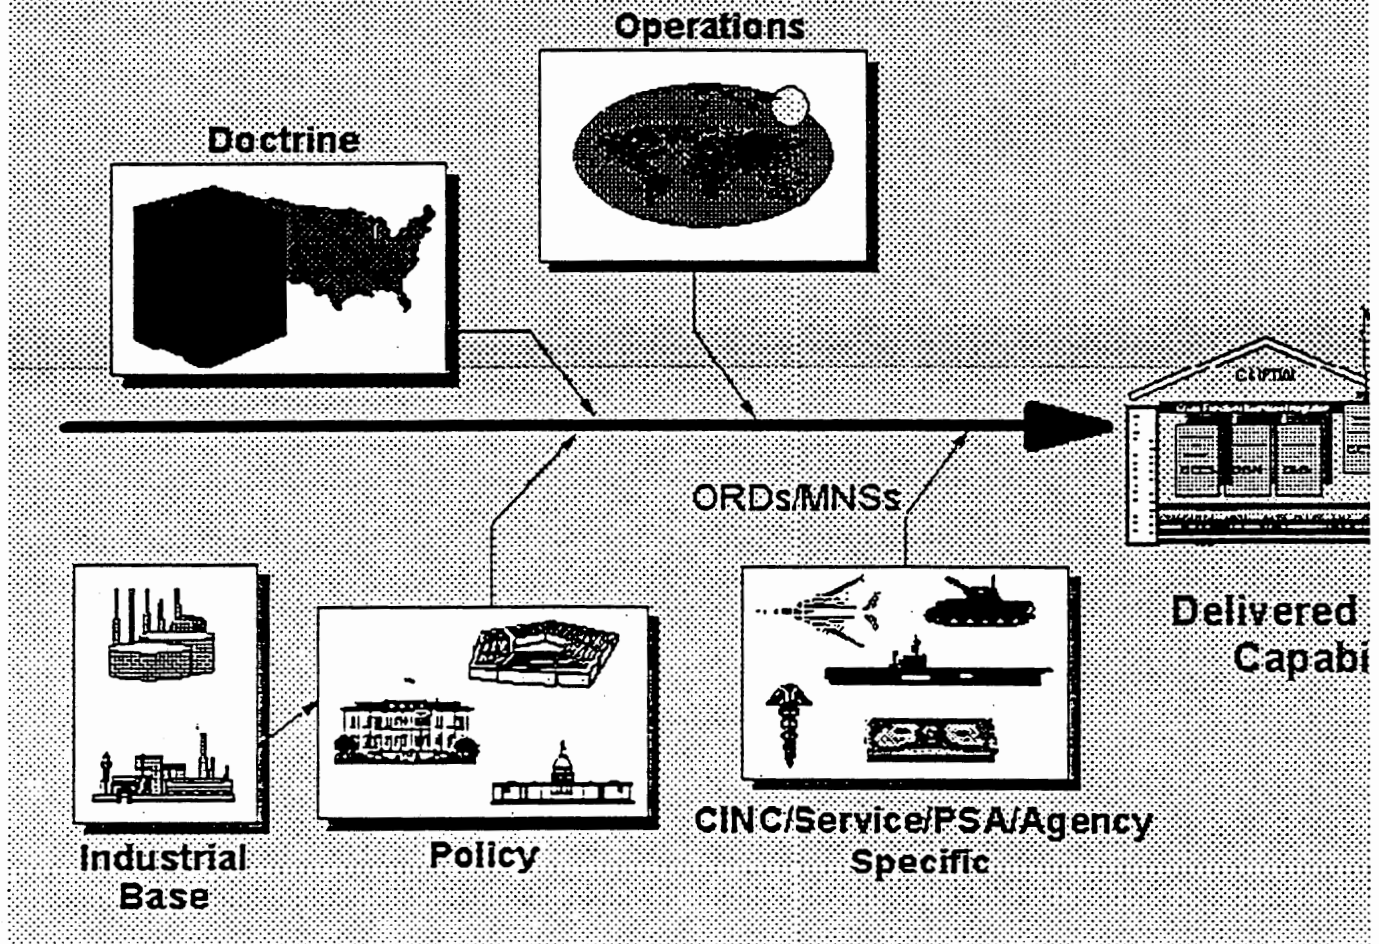 Operations
Doctrine
ORDs/MNSs
Delivered
Capabi
CINC/Service/PSA/Agency
Specific
Industrial
Base
Policy